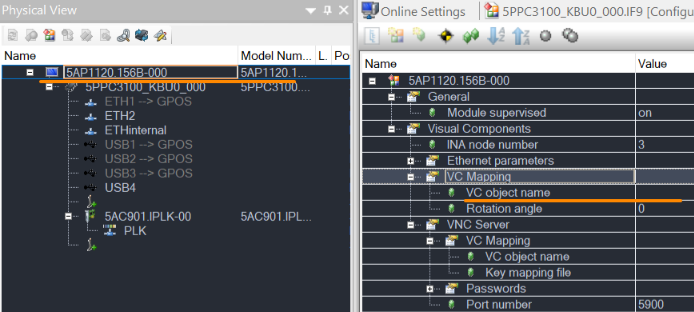 Physical View
Name Model Num... L. Po
5AP1120.156B-000 5AP1120.1...
5PPC3100_KBU0_000 5PPC3100....
ETH1 --> GPOS
ETH2
ETHinternal
USB1 --> GPOS
USB2 --> GPOS
USB3 --> GPOS
USB4
5AC901.IPLK-00 5AC901.IPL...
PLK
Online Settings 5PPC3100_KBU0_000.IF9 [Configur
Name Value
5AP1120.156B-000
General
Module supervised on
Visual Components
INA node number 3
Ethernet parameters
VC Mapping
VC object name
Rotation angle 0
VNC Server
VC Mapping
VC object name
Key mapping file
Passwords
Port number 5900